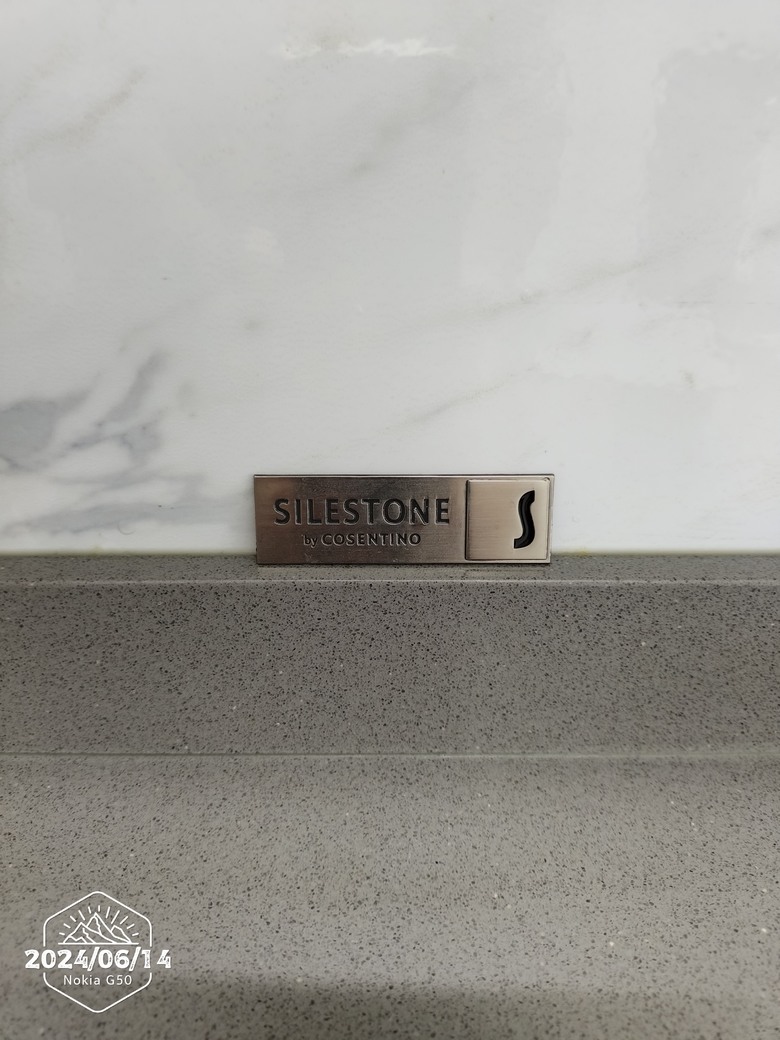 SILESTONE
by COSENTINO
S
2024/06/14
Nokia G50